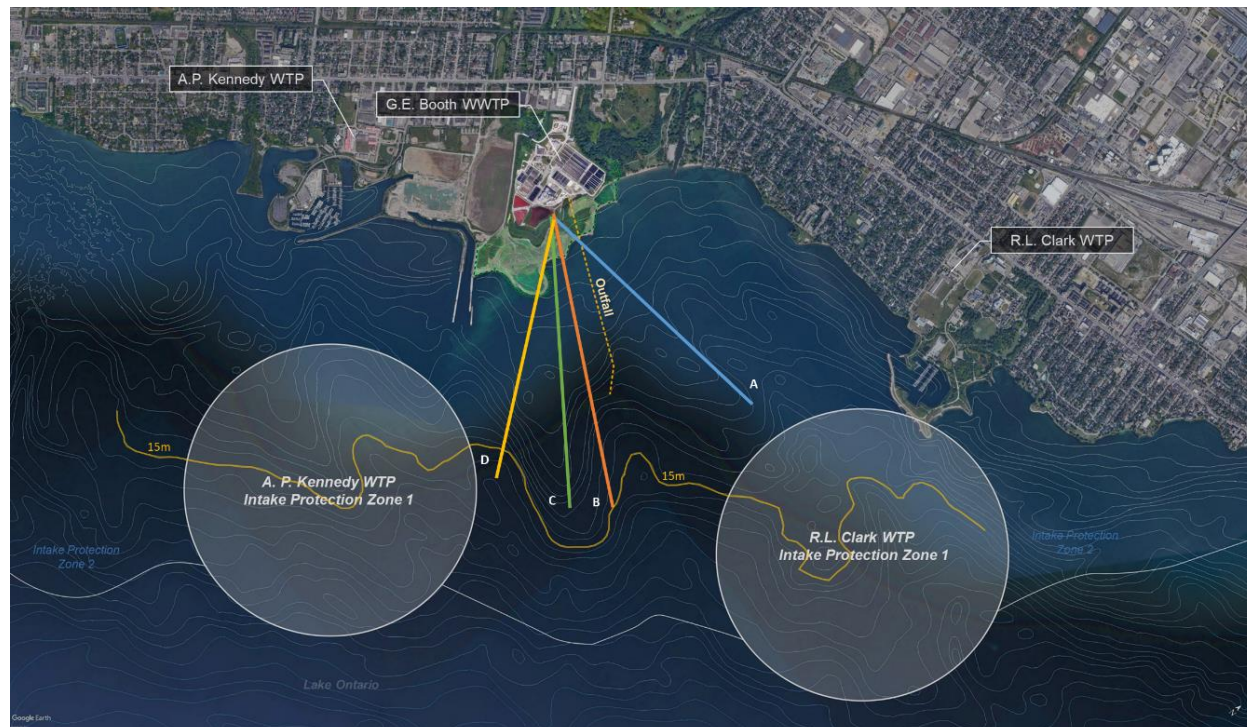 A.P. Kennedy WTP
G.E. Booth WWTP
R.L. Clark WTP
Outfall
A
15m
D
C
B
15m
A. P. Kennedy WTP
Intake Protection Zone 1
R.L. Clark WTP
Intake Protection Zone 1
Intake Protection
Zone 2
Intake Protection
Zone 2
Lake Ontario
Google Earth